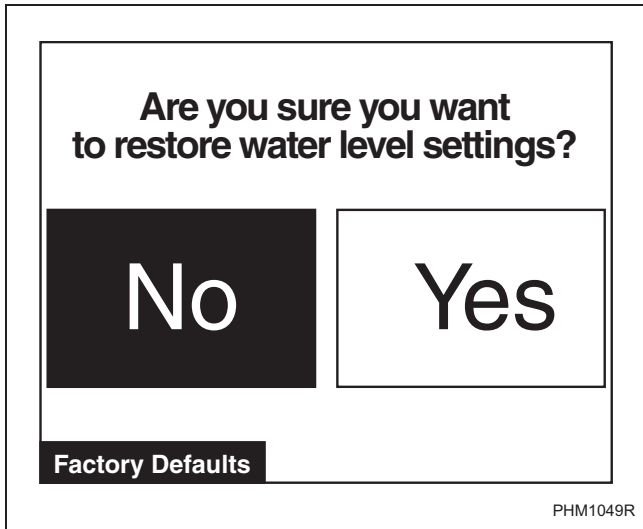 Are you sure you want
to restore water level settings?
No Yes
Factory Defaults
PHM1049R